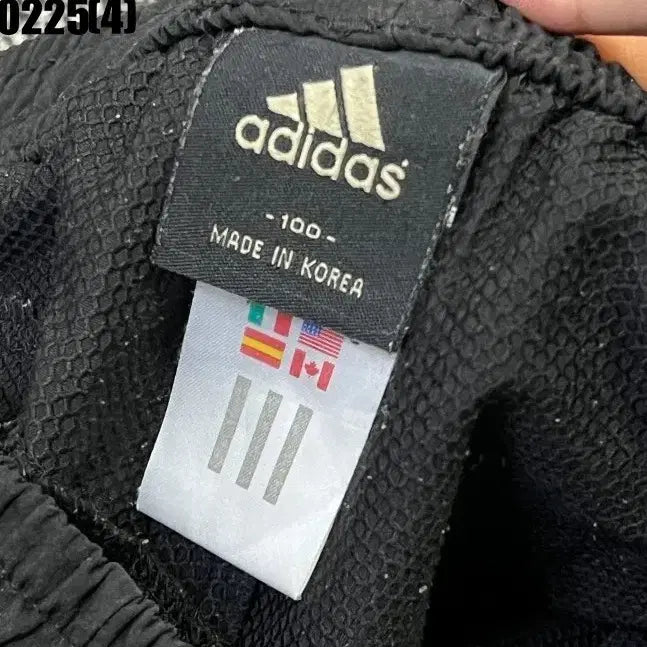 0225(4)
adidas
- 100 -
MADE IN KOREA